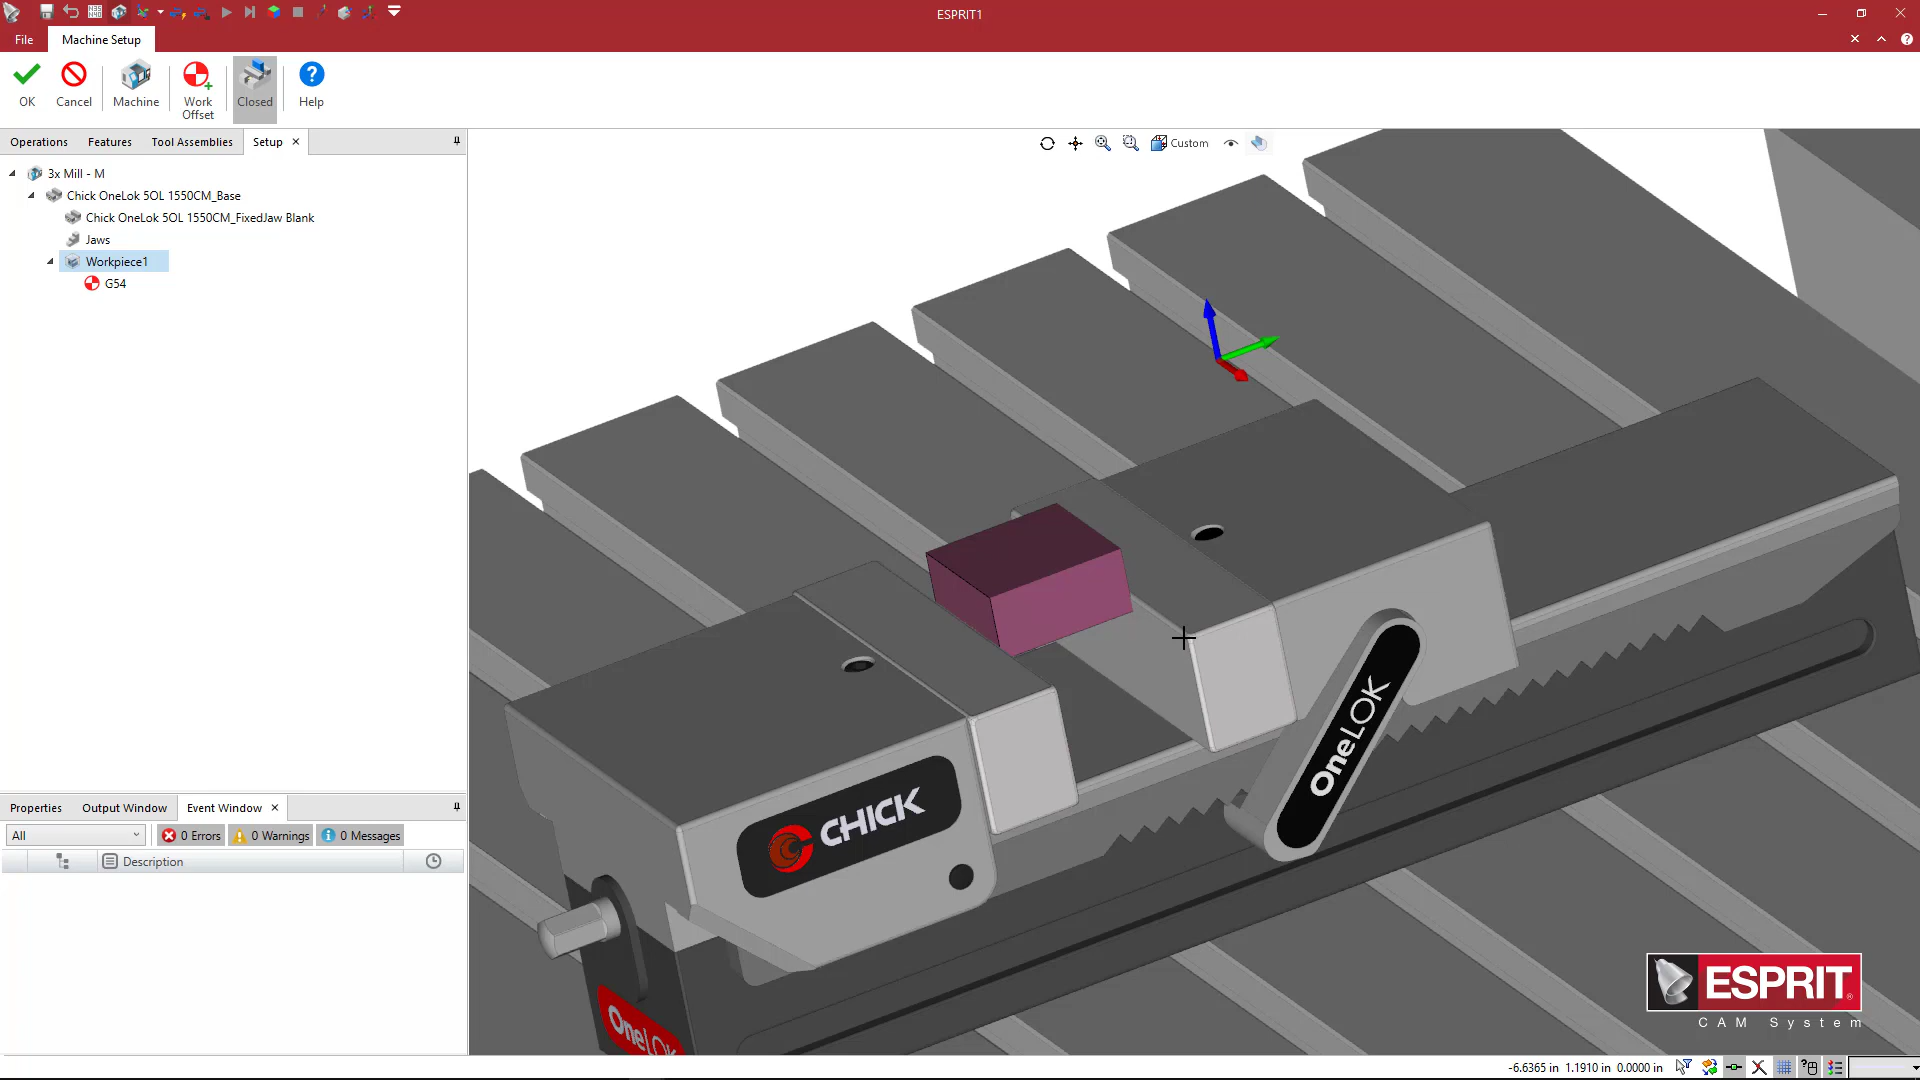 ESPRIT1
File
Machine Setup
OK
Cancel
Machine
Work Offset
Closed
Help
Operations
Features
Tool Assemblies
Setup
Custom
3x Mill - M
Chick OneLok 5OL 1550CM_Base
Chick OneLok 5OL 1550CM_FixedJaw Blank
Jaws
Workpiece1
G54
CHICK
OneLOK
OneLOK
Properties
Output Window
Event Window
All
0 Errors
0 Warnings
0 Messages
Description
ESPRIT®
CAM System
-6.6365 in 1.1910 in 0.0000 in